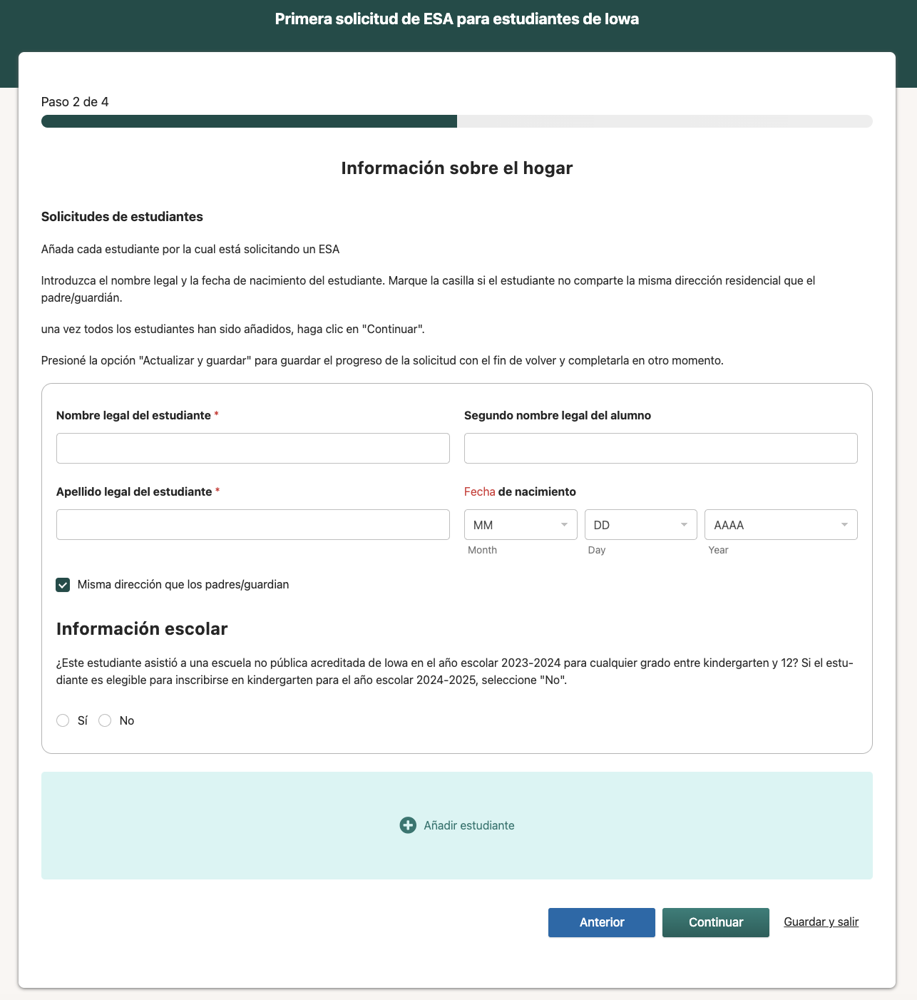 Primera solicitud de ESA para estudiantes de Iowa
Paso 2 de 4
Información sobre el hogar
Solicitudes de estudiantes
Añada cada estudiante por la cual está solicitando un ESA
Introduzca el nombre legal y la fecha de nacimiento del estudiante. Marque la casilla si el estudiante no comparte la misma dirección residencial que el
padre/guardián.
una vez todos los estudiantes han sido añadidos, haga clic en "Continuar".
Presioné la opción "Actualizar y guardar" para guardar el progreso de la solicitud con el fin de volver y completarla en otro momento.
Nombre legal del estudiante *
Segundo nombre legal del alumno
Apellido legal del estudiante *
Fecha de nacimiento
MM
DD
AAAA
Month
Day
Year
Misma dirección que los padres/guardian
Información escolar
¿Este estudiante asistió a una escuela no pública acreditada de Iowa en el año escolar 2023-2024 para cualquier grado entre kindergarten y 12? Si el estu-
diante es elegible para inscribirse en kindergarten para el año escolar 2024-2025, seleccione "No".
Sí
No
Añadir estudiante
Anterior
Continuar
Guardar y salir